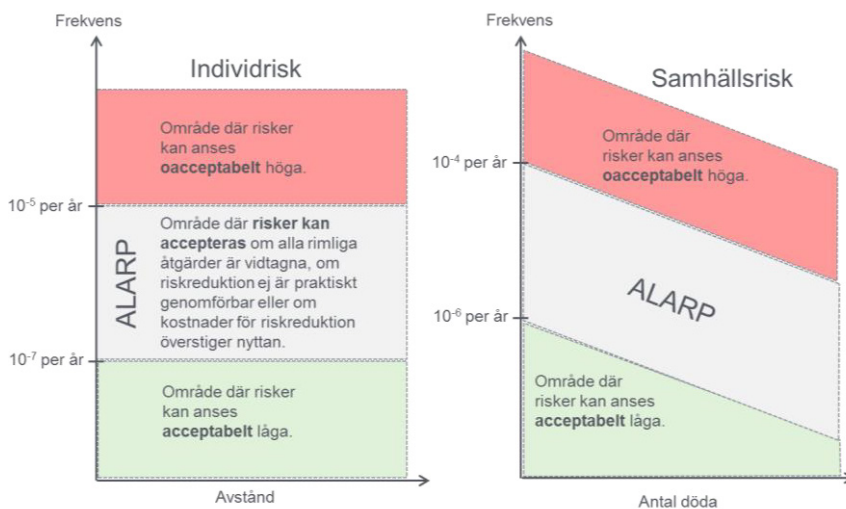 Frekvens
Individrisk
Område där risker
kan anses
oacceptabelt höga.
10-5 per år
Område där risker kan
accepteras om alla rimliga
åtgärder är vidtagna, om
riskreduktion ej är praktiskt
genomförbar eller om
kostnader för riskreduktion
överstiger nyttan.
ALARP
10-7 per år
Område där risker
kan anses
acceptabelt låga.
Avstånd
Frekvens
Samhällsrisk
Område där
risker kan anses
oacceptabelt höga.
10-4 per år
ALARP
10-6 per år
Område där
risker kan anses
acceptabelt låga.
Antal döda